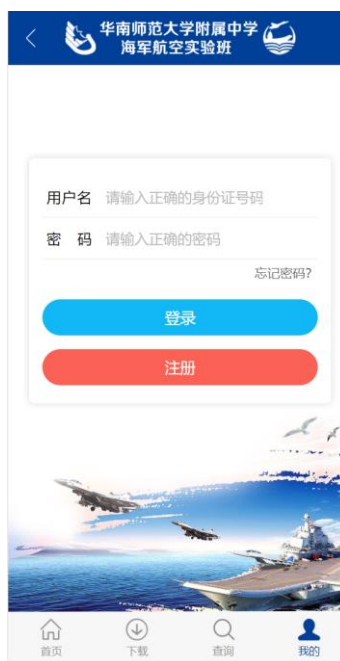 华南师范大学附属中学
海军航空实验班
用户名 请输入正确的身份证号码
密 码 请输入正确的密码
忘记密码?
登录
注册
首页 下载 查询 我的